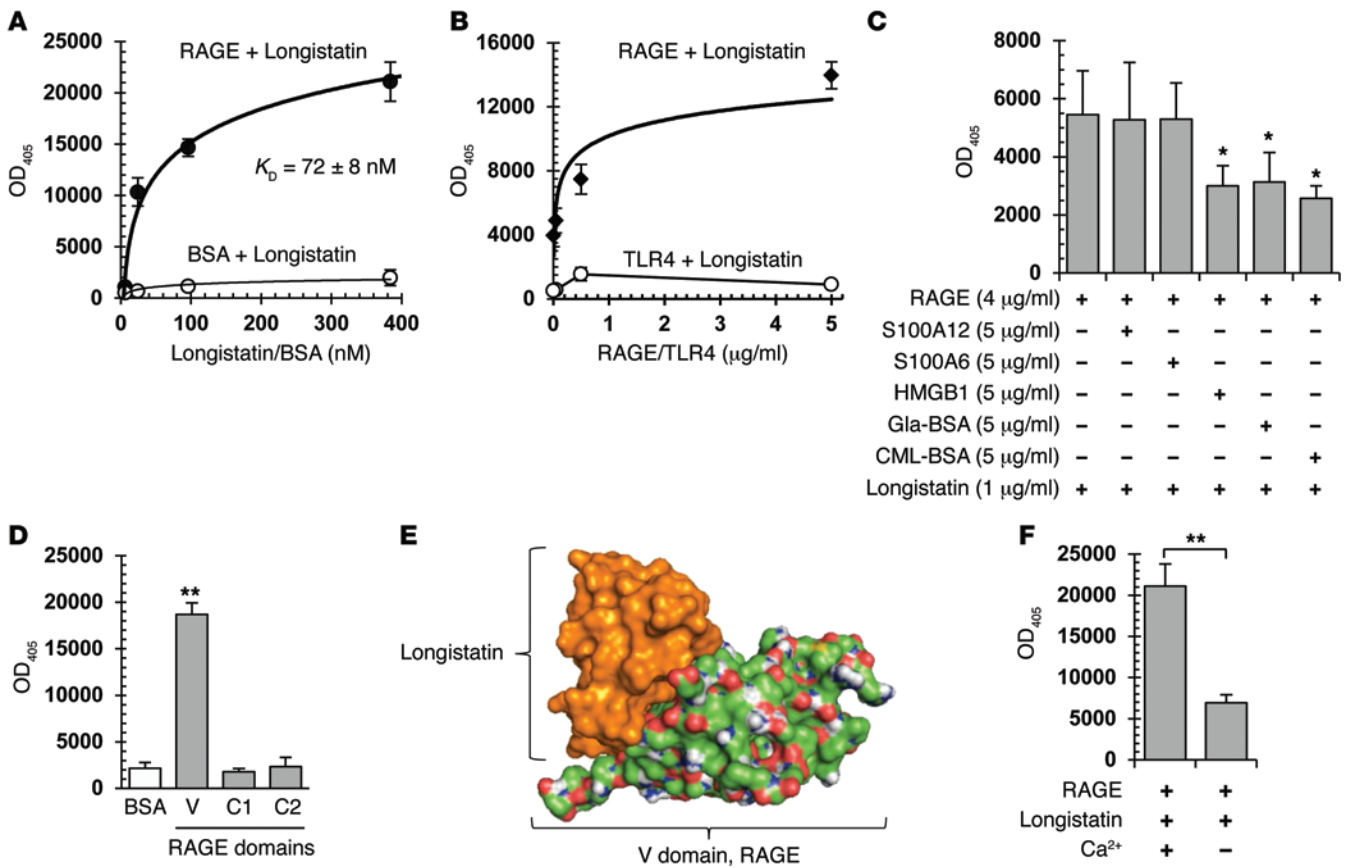 A
25000
20000
15000
10000
5000
0
OD405
RAGE + Longistatin
KD = 72 ± 8 nM
BSA + Longistatin
0 100 200 300 400
Longistatin/BSA (nM)
B
16000
12000
8000
4000
0
OD405
RAGE + Longistatin
TLR4 + Longistatin
0 1 2 3 4 5
RAGE/TLR4 (μg/ml)
C
8000
6000
4000
2000
0
OD405
* * *
RAGE (4 μg/ml) + + + + + +
S100A12 (5 μg/ml) – + – – – –
S100A6 (5 μg/ml) – – + – – –
HMGB1 (5 μg/ml) – – – + – –
Gla-BSA (5 μg/ml) – – – – + –
CML-BSA (5 μg/ml) – – – – – +
Longistatin (1 μg/ml) + + + + + +
D
25000
20000
15000
10000
5000
0
OD405
**
BSA V C1 C2
RAGE domains
E
Longistatin
V domain, RAGE
F
25000
20000
15000
10000
5000
0
OD405
**
RAGE + +
Longistatin + +
Ca2+ + –